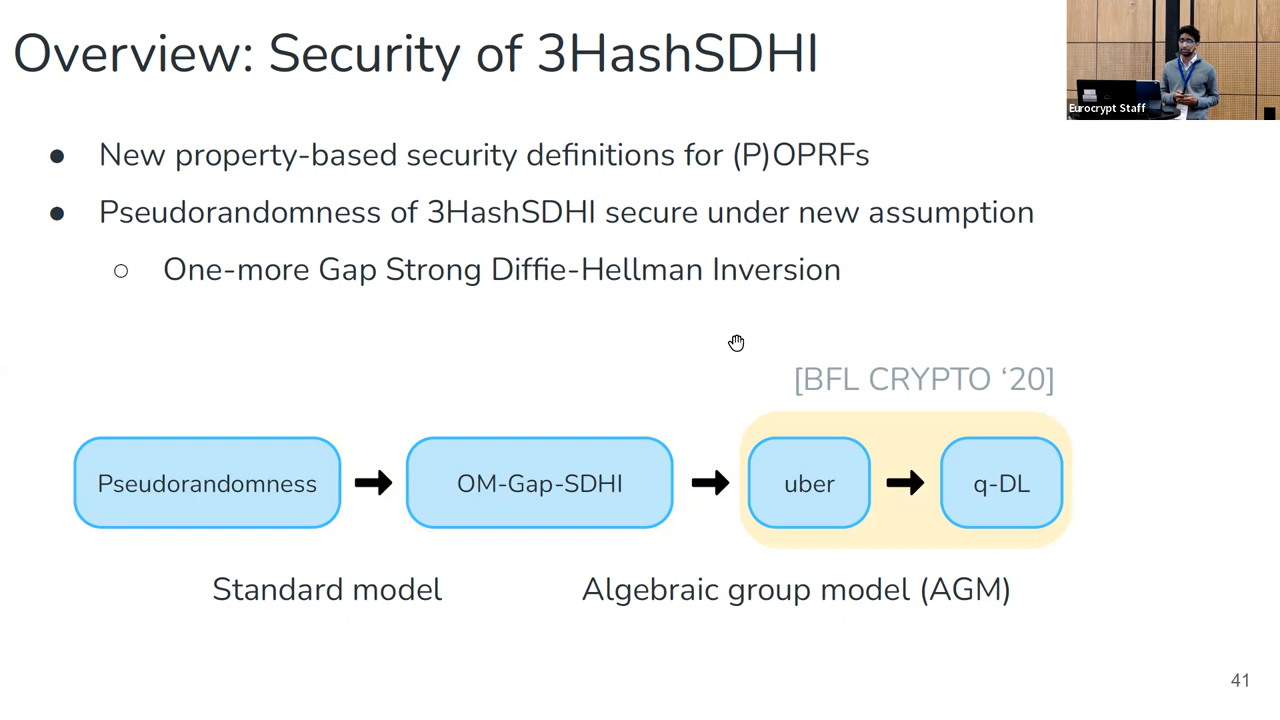 Overview: Security of 3HashSDHI
Eurocrypt Staff
● New property-based security definitions for (P)OPRFs
● Pseudorandomness of 3HashSDHI secure under new assumption
○ One-more Gap Strong Diffie-Hellman Inversion
[BFL CRYPTO ‘20]
Pseudorandomness
OM-Gap-SDHI
uber
q-DL
Standard model
Algebraic group model (AGM)
41